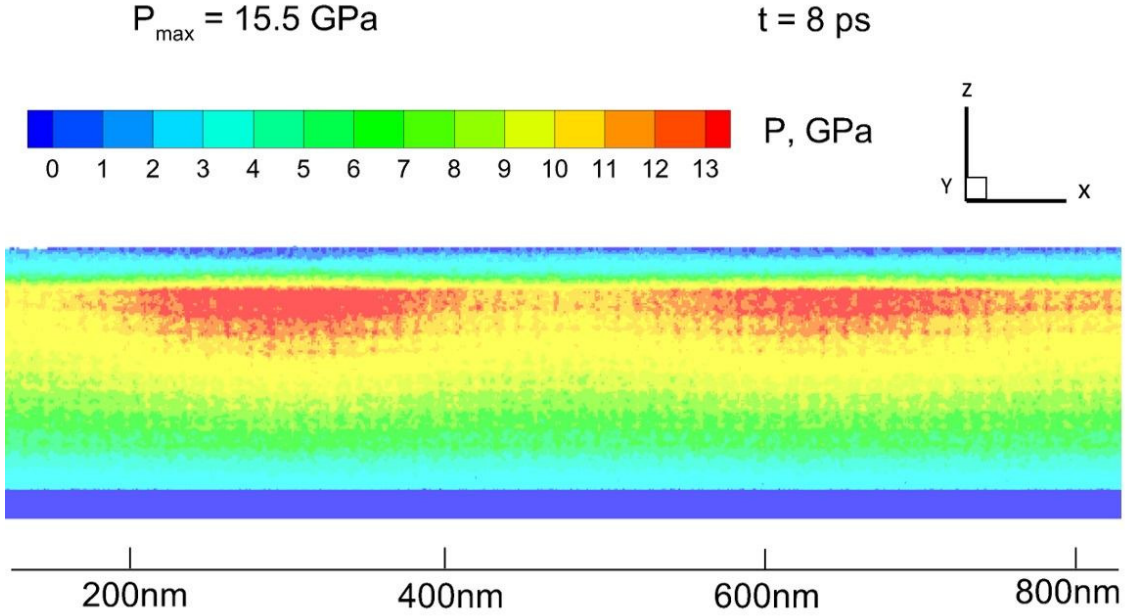 Pmax = 15.5 GPa
t = 8 ps
0 1 2 3 4 5 6 7 8 9 10 11 12 13
P, GPa
z
Y
x
200nm 400nm 600nm 800nm